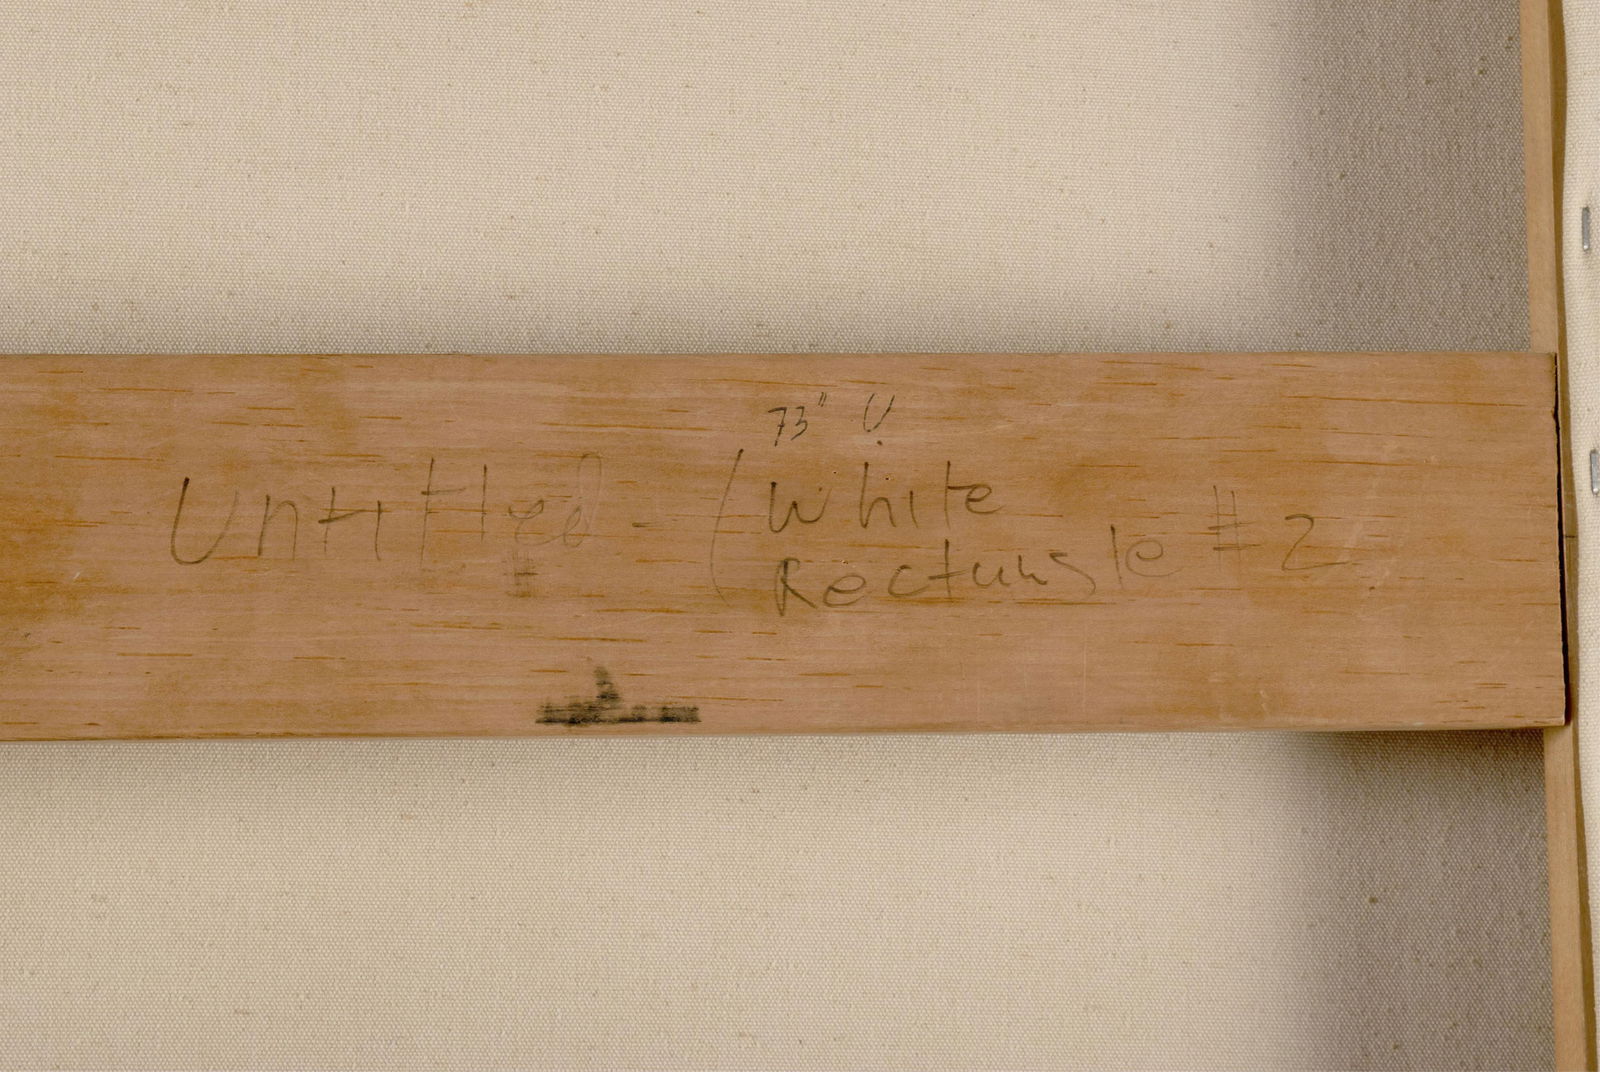 73" U
Untitled - (White
Rectangle #2